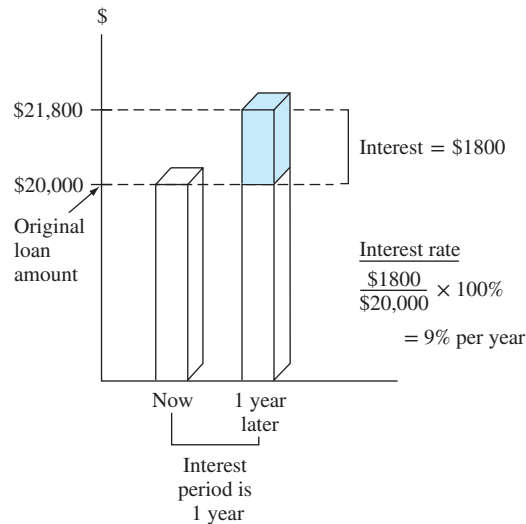 $
$21,800
Interest = $1800
$20,000
Original
loan
amount
Interest rate
$1800
$20,000
× 100%
= 9% per year
Now
1 year
later
Interest
period is
1 year